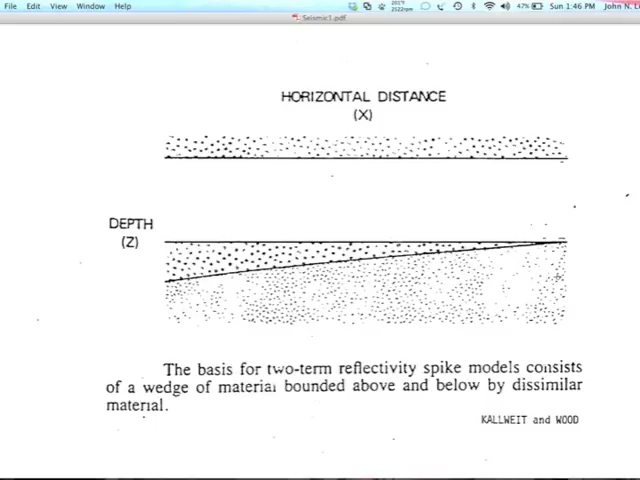 File Edit View Window Help
47% Sun 1:46 PM
Seismic1.pdf
HORIZONTAL DISTANCE
(X)
DEPTH
(Z)
The basis for two-term reflectivity spike models consists
of a wedge of material bounded above and below by dissimilar
material.
KALLWEIT and WOOD